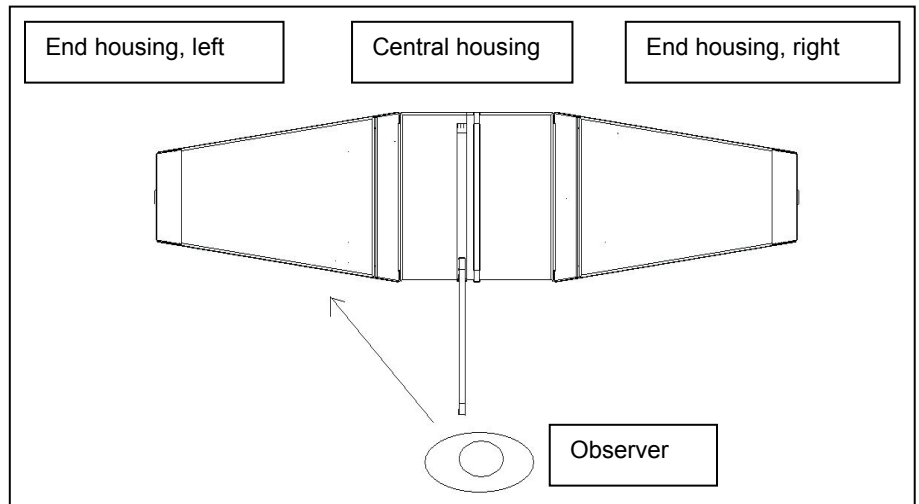 End housing, left
Central housing
End housing, right
Observer